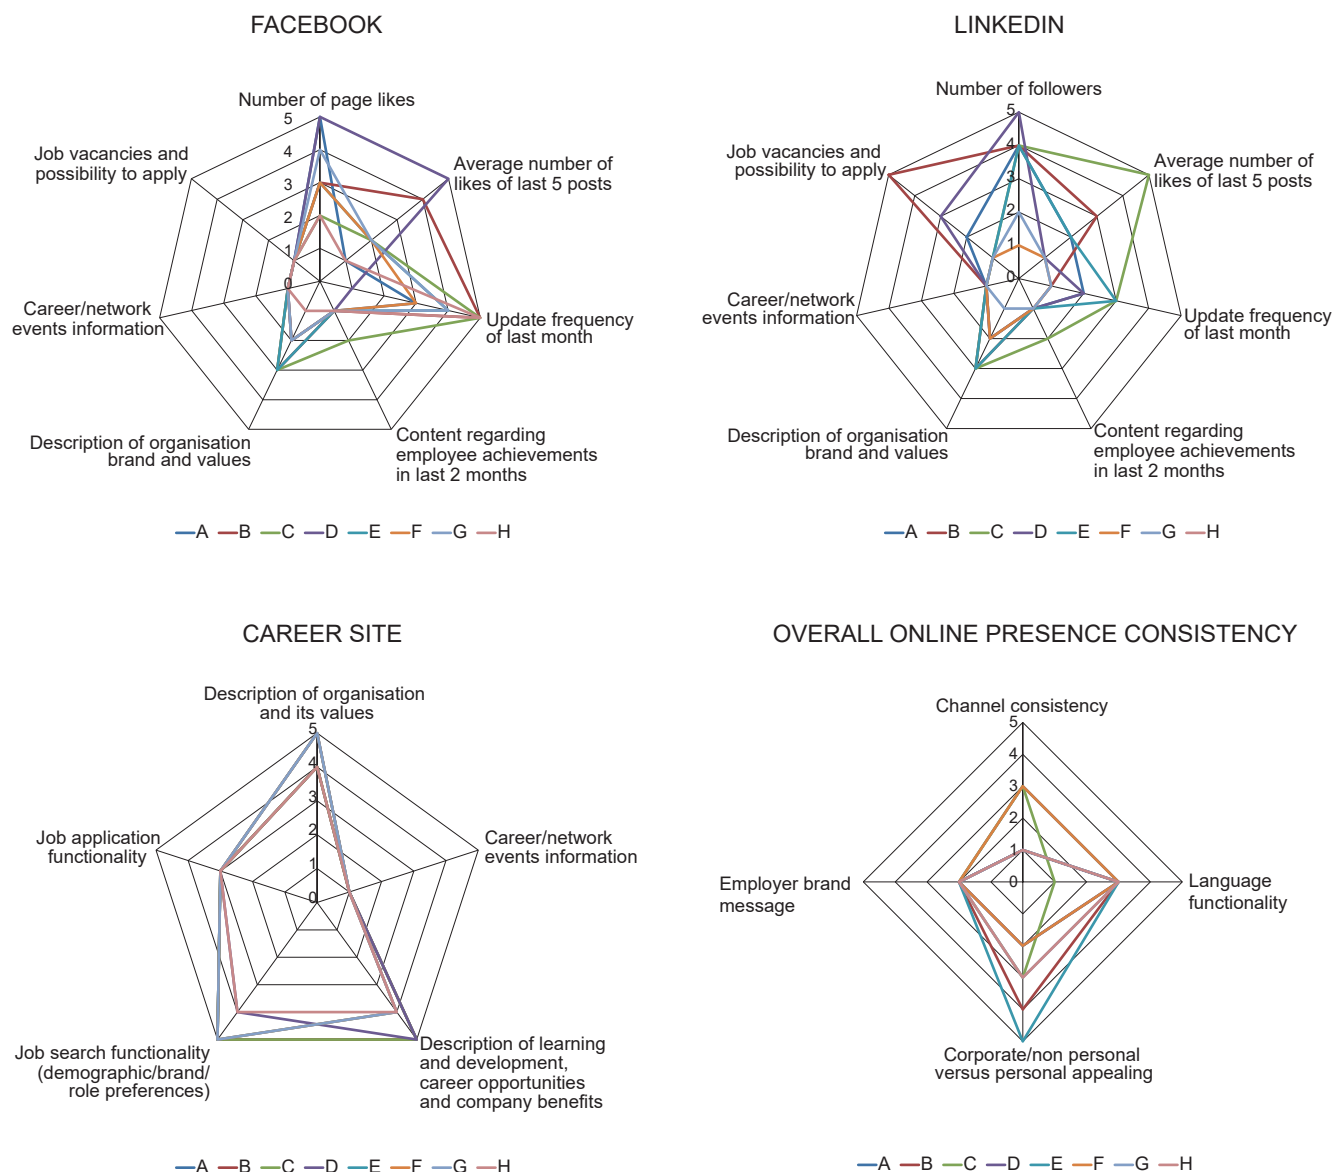 FACEBOOK
Number of page likes
5
4
3
2
1
0
Average number of
likes of last 5 posts
Update frequency
of last month
Content regarding
employee achievements
in last 2 months
Description of organisation
brand and values
Career/network
events information
Job vacancies and
possibility to apply
A B C D E F G H
LINKEDIN
Number of followers
5
4
3
2
1
0
Average number of
likes of last 5 posts
Update frequency
of last month
Content regarding
employee achievements
in last 2 months
Description of organisation
brand and values
Career/network
events information
Job vacancies and
possibility to apply
A B C D E F G H
CAREER SITE
Description of organisation
and its values
5
4
3
2
1
0
Career/network
events information
Description of learning
and development,
career opportunities
and company benefits
Job search functionality
(demographic/brand/
role preferences)
Job application
functionality
A B C D E F G H
OVERALL ONLINE PRESENCE CONSISTENCY
Channel consistency
5
4
3
2
1
0
Language
functionality
Corporate/non personal
versus personal appealing
Employer brand
message
A B C D E F G H